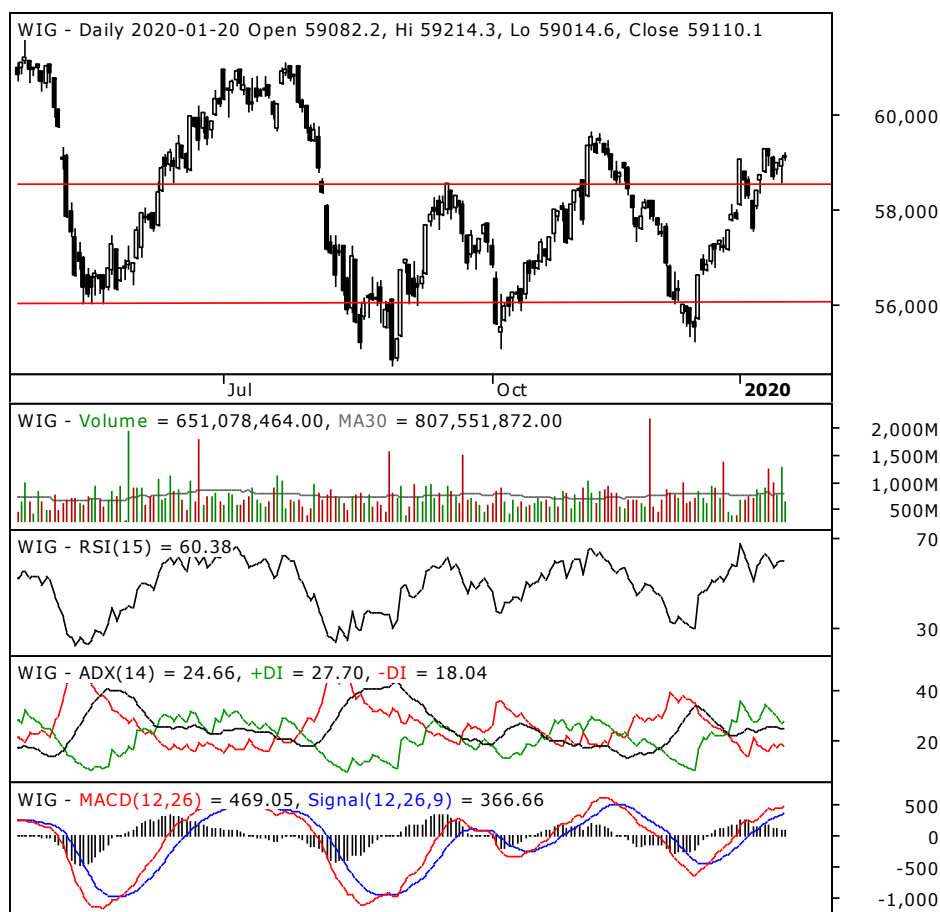 WIG - Daily 2020-01-20 Open 59082.2, Hi 59214.3, Lo 59014.6, Close 59110.1
60,000
58,000
56,000
Jul Oct 2020
WIG - Volume = 651,078,464.00, MA30 = 807,551,872.00
2,000M
1,500M
1,000M
500M
WIG - RSI(15) = 60.38
70
30
WIG - ADX(14) = 24.66, +DI = 27.70, -DI = 18.04
40
20
WIG - MACD(12,26) = 469.05, Signal(12,26,9) = 366.66
500
0
-500
-1,000